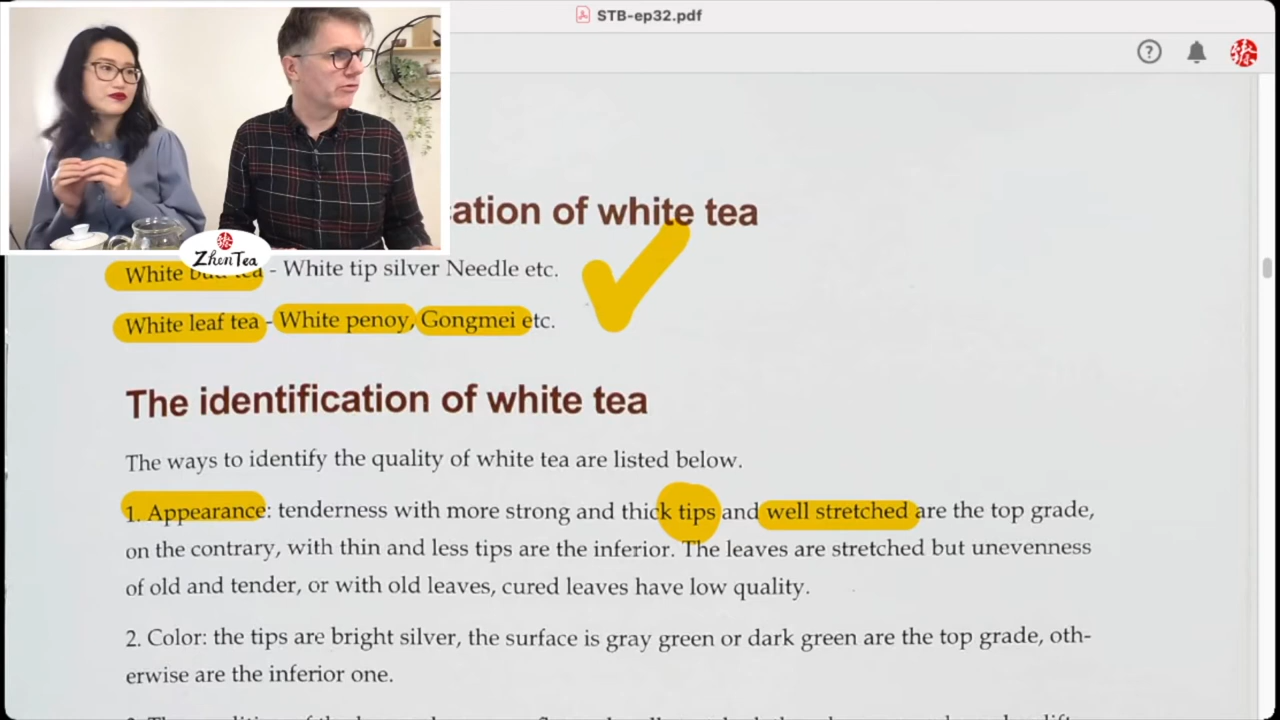 STB-ep32.pdf
ZhenTea
cation of white tea
White bud tea - White tip silver Needle etc.
White leaf tea - White penoy, Gongmei etc.
The identification of white tea
The ways to identify the quality of white tea are listed below.
1. Appearance: tenderness with more strong and thick tips and well stretched are the top grade,
on the contrary, with thin and less tips are the inferior. The leaves are stretched but unevenness
of old and tender, or with old leaves, cured leaves have low quality.
2. Color: the tips are bright silver, the surface is gray green or dark green are the top grade, oth-
erwise are the inferior one.